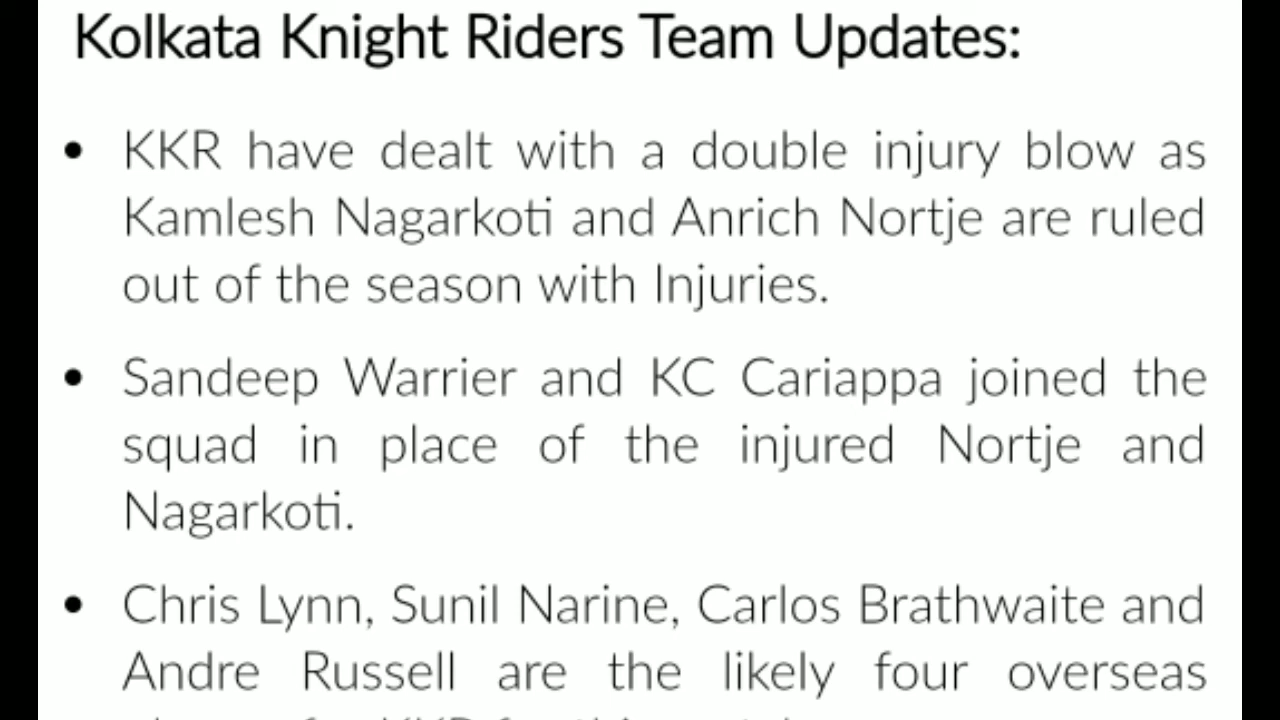 Kolkata Knight Riders Team Updates:
• KKR have dealt with a double injury blow as
Kamlesh Nagarkoti and Anrich Nortje are ruled
out of the season with Injuries.
• Sandeep Warrier and KC Cariappa joined the
squad in place of the injured Nortje and
Nagarkoti.
• Chris Lynn, Sunil Narine, Carlos Brathwaite and
Andre Russell are the likely four overseas